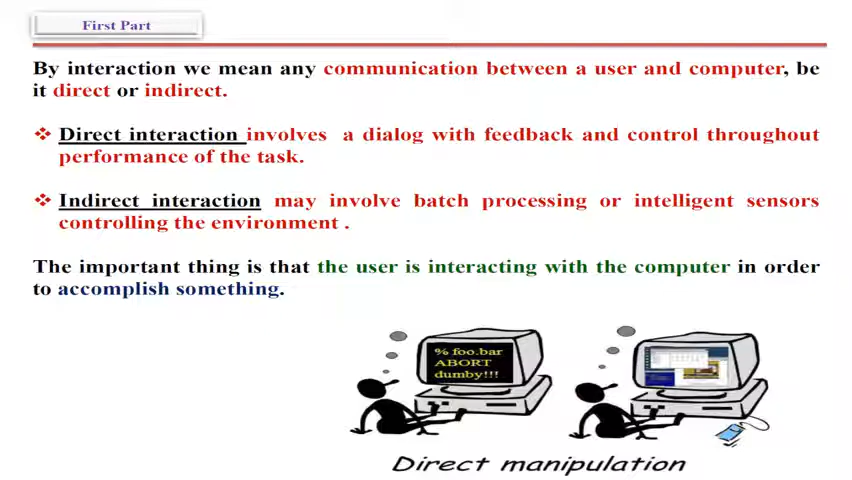 First Part
By interaction we mean any communication between a user and computer, be
it direct or indirect.
❖ Direct interaction involves a dialog with feedback and control throughout
performance of the task.
❖ Indirect interaction may involve batch processing or intelligent sensors
controlling the environment .
The important thing is that the user is interacting with the computer in order
to accomplish something.
% foo.bar
ABORT
dumby!!!
Direct manipulation